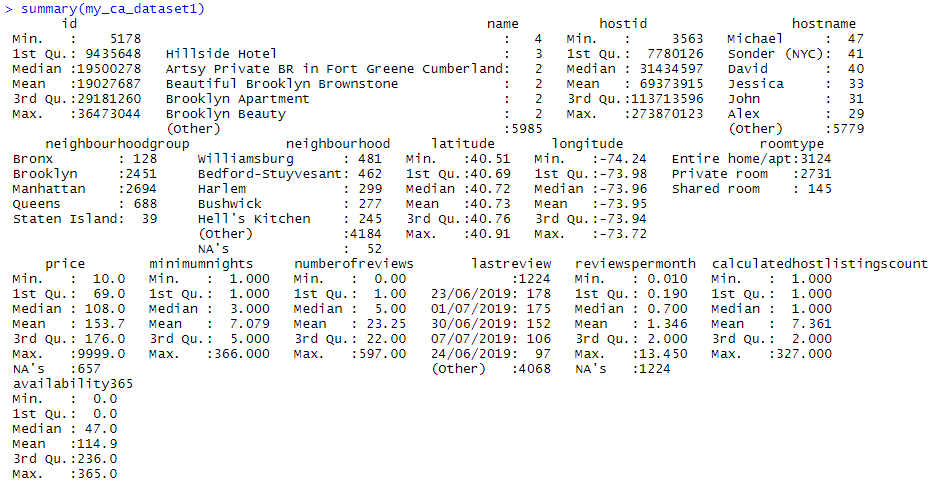 > summary(my_ca_dataset1)
id name hostid hostname
Min. : 5178 : 4 Min. : 3563 Michael : 47
1st Qu.: 9435648 Hillside Hotel : 3 1st Qu.: 7780126 Sonder (NYC): 41
Median :19500278 Artsy Private BR in Fort Greene Cumberland: 2 Median : 31434597 David : 40
Mean :19027687 Beautiful Brooklyn Brownstone : 2 Mean : 69373915 Jessica : 33
3rd Qu.:29181260 Brooklyn Apartment : 2 3rd Qu.:113713596 John : 31
Max. :36473044 Brooklyn Beauty : 2 Max. :273870123 Alex : 29
(Other) :5985 (Other) :5779
neighbourhoodgroup neighbourhood latitude longitude roomtype
Bronx : 128 Williamsburg : 481 Min. :40.51 Min. :-74.24 Entire home/apt:3124
Brooklyn :2451 Bedford-Stuyvesant: 462 1st Qu.:40.69 1st Qu.:-73.98 Private room :2731
Manhattan :2694 Harlem : 299 Median :40.72 Median :-73.96 Shared room : 145
Queens : 688 Bushwick : 277 Mean :40.73 Mean :-73.95
Staten Island: 39 Hell's Kitchen : 245 3rd Qu.:40.76 3rd Qu.:-73.94
(Other) :4184 Max. :40.91 Max. :-73.72
NA's : 52
price minimumnights numberofreviews lastreview reviewspermonth calculatedhostlistingscount
Min. : 10.0 Min. : 1.000 Min. : 0.00 :1224 Min. : 0.010 Min. : 1.000
1st Qu.: 69.0 1st Qu.: 1.000 1st Qu.: 1.00 23/06/2019: 178 1st Qu.: 0.190 1st Qu.: 1.000
Median : 108.0 Median : 3.000 Median : 5.00 01/07/2019: 175 Median : 0.700 Median : 1.000
Mean : 153.7 Mean : 7.079 Mean : 23.25 30/06/2019: 152 Mean : 1.346 Mean : 7.361
3rd Qu.: 176.0 3rd Qu.: 5.000 3rd Qu.: 22.00 07/07/2019: 106 3rd Qu.: 2.000 3rd Qu.: 2.000
Max. :9999.0 Max. :366.000 Max. :597.00 24/06/2019: 97 Max. :13.450 Max. :327.000
NA's :657 (Other) :4068 NA's :1224
availability365
Min. : 0.0
1st Qu.: 0.0
Median : 47.0
Mean :114.9
3rd Qu.:236.0
Max. :365.0